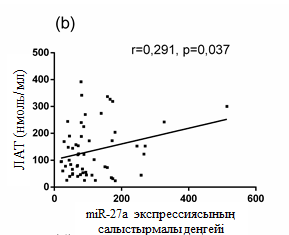 (b)
r=0,291, p=0,037
ЛАТ (нмоль/мл)
500
400
300
200
100
0
0 200 400 600
miR-27a экспрессиясының
салыстырмалы деңгейі